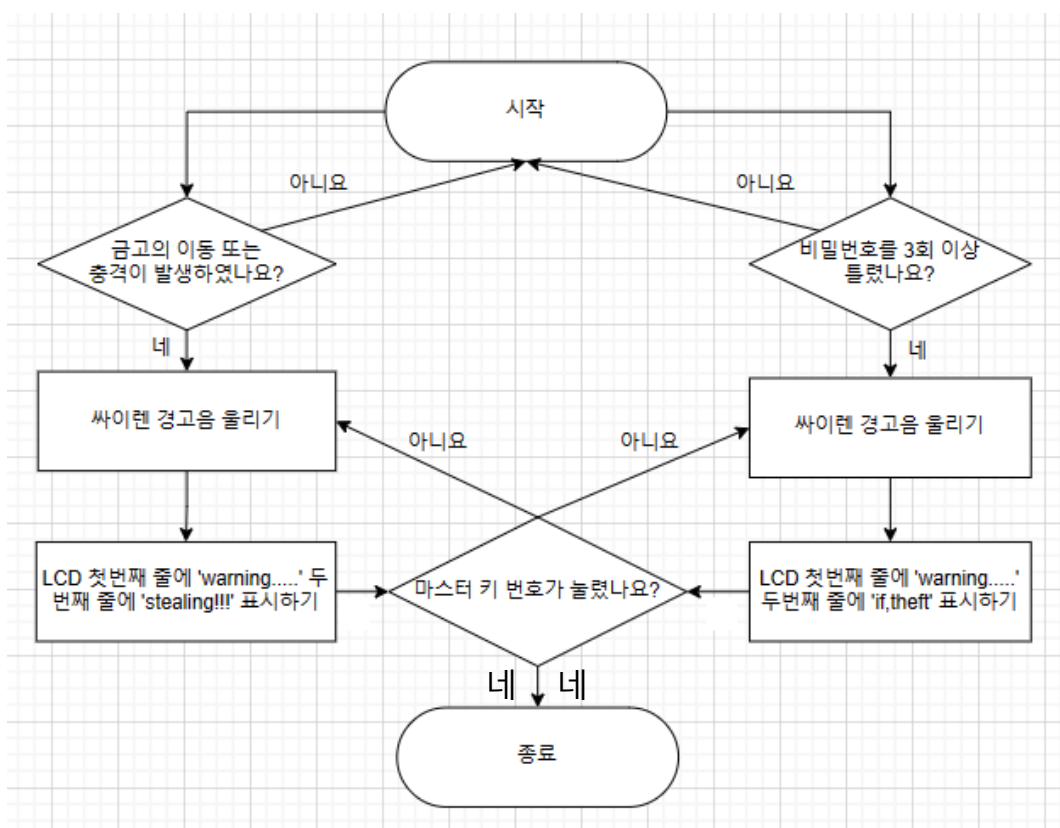 시작
아니요
아니요
금고의 이동 또는
충격이 발생하였나요?
비밀번호를 3회 이상
틀렸나요?
네
네
싸이렌 경고음 울리기
싸이렌 경고음 울리기
아니요
아니요
LCD 첫번째 줄에 'warning.....' 두
번째 줄에 'stealing!!!' 표시하기
마스터 키 번호가 눌렸나요?
LCD 첫번째 줄에 'warning.....'
두번째 줄에 'if,theft' 표시하기
네 네
종료